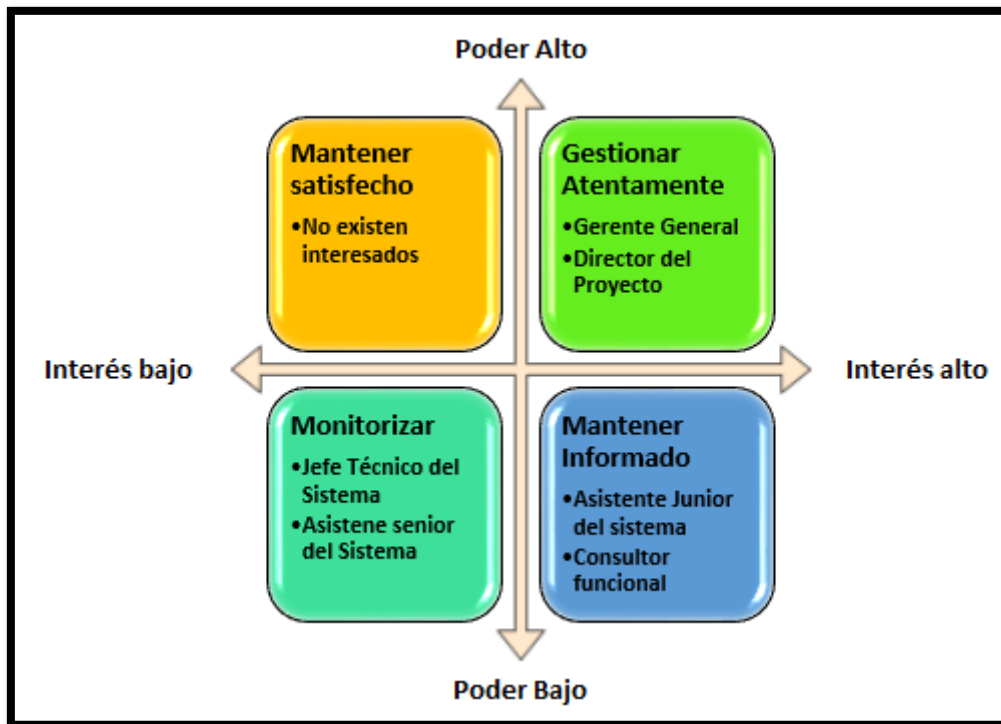 Poder Alto
Mantener
satisfecho
•No existen
interesados
Gestionar
Atentamente
•Gerente General
•Director del
Proyecto
Interés bajo
Interés alto
Monitorizar
•Jefe Técnico del
Sistema
•Asistene senior
del Sistema
Mantener
Informado
•Asistente Junior
del sistema
•Consultor
funcional
Poder Bajo